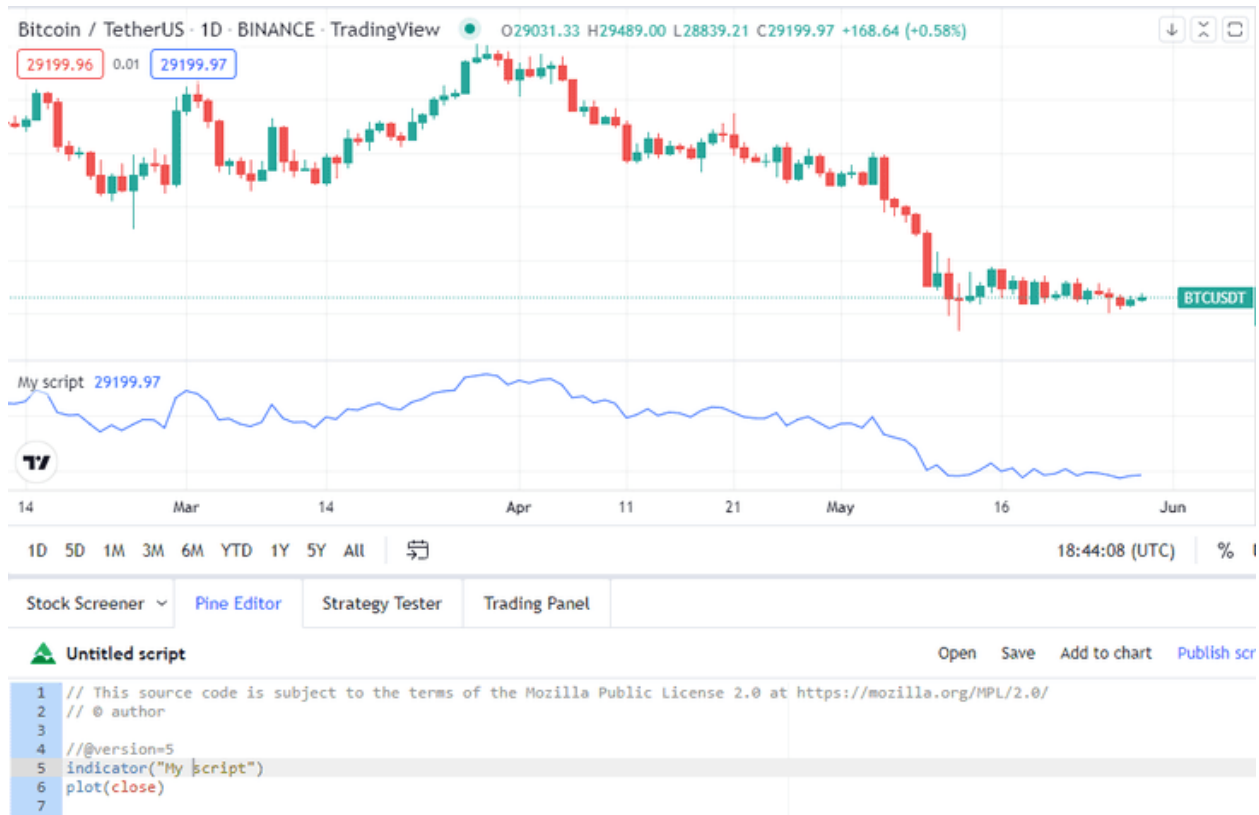 Bitcoin / TetherUS · 1D · BINANCE · TradingView O29031.33 H29489.00 L28839.21 C29199.97 +168.64 (+0.58%)
29199.96 0.01 29199.97
BTCUSDT
My script 29199.97
14 Mar 14 Apr 11 21 May 16 Jun
1D 5D 1M 3M 6M YTD 1Y 5Y All 18:44:08 (UTC) %
Stock Screener Pine Editor Strategy Tester Trading Panel
Untitled script Open Save Add to chart Publish scr
1 // This source code is subject to the terms of the Mozilla Public License 2.0 at https://mozilla.org/MPL/2.0/
2 // © author
3
4 //@version=5
5 indicator("My script")
6 plot(close)
7